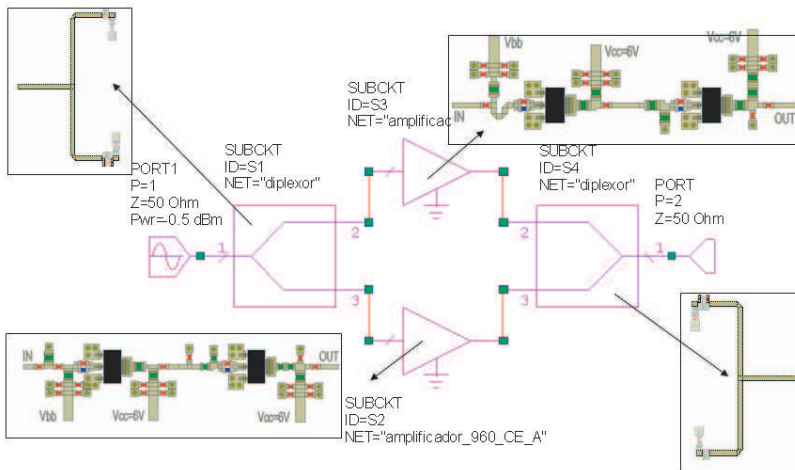 Vbb
Vcc=6V
Vcc=6V
IN
OUT
SUBCKT
ID=S3
NET="amplificac
SUBCKT
ID=S1
NET="diplexor"
SUBCKT
ID=S4
NET="diplexor"
PORT1
P=1
Z=50 Ohm
Pwr=-0.5 dBm
PORT
P=2
Z=50 Ohm
1
2
3
2
3
1
IN
OUT
Vbb
Vcc=6V
Vcc=6V
SUBCKT
ID=S2
NET="amplificador_960_CE_A"